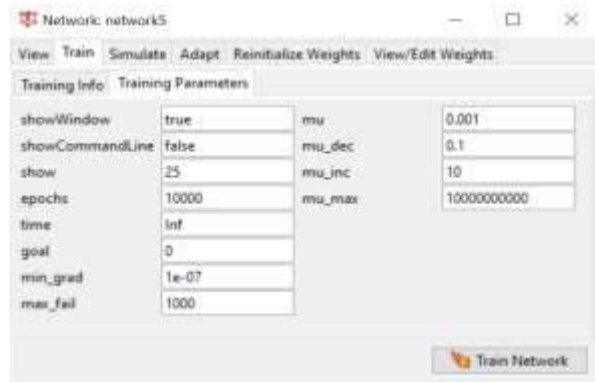 Network: network5
View Train Simulate Adapt Reinitialize Weights View/Edit Weights
Training Info Training Parameters
showWindow true mu 0.001
showCommandLine false mu_dec 0.1
show 25 mu_inc 10
epochs 10000 mu_max 10000000000
time Inf
goal 0
min_grad 1e-07
max_fail 1000
Train Network